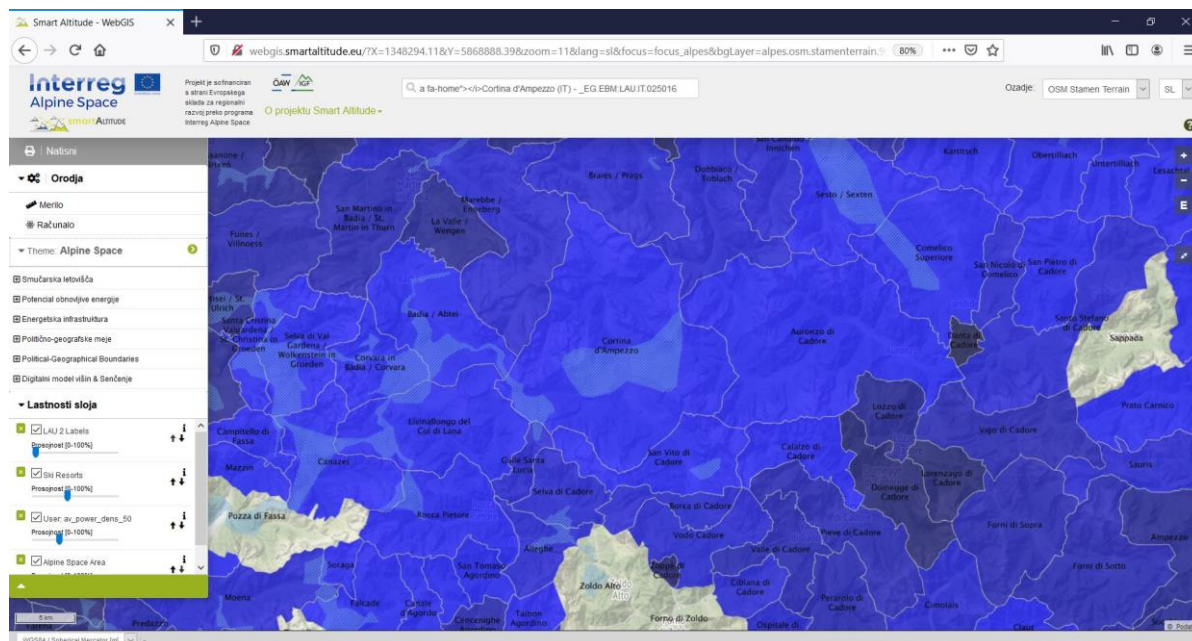 Smart Altitude - WebGIS
webgis.smartaltitude.eu/?X=1348294.11&Y=5868888.39&zoom=11&lang=sl&focus=focus_alpes&bgLayer=alpes.osm.stamenterrain.
80%
Interreg
Alpine Space
smartAltitude
Projekt je sofinanciran
s strani Evropskega
sklada za regionalni
razvoj preko programa
Interreg Alpine Space
ÖAW IGF
O projektu Smart Altitude
a fa-home"></i>Cortina d'Ampezzo (IT) - _EG.EBM:LAU.IT.025016
Ozadje: OSM Stamen Terrain SL
Natisni
Orodja
Merilo
Računalo
Theme: Alpine Space
Smučarska letovišča
Potencial obnovljive energije
Energetska infrastruktura
Politično-geografske meje
Political-Geographical Boundaries
Digitalni model višin & Senčenje
Lastnosti sloja
LAU 2 Labels
Prosojnost [0-100%]
Ski Resorts
Prosojnost [0-100%]
User: av_power_dens_50
Prosojnost [0-100%]
Alpine Space Area
Innichen
Kartitsch
Obertilliach
Untertilliach
Braies / Prags
Dobbiaco
Toblach
Sesto / Sexten
Marebbe /
Enneberg
San Martino in
Badia / St.
Martin in Thurn
La Valle /
Wengen
Funes /
Villnoess
Comelico
Superiore
San Nicolò di
Comelico
San Pietro di
Cadore
Santo Stefano
di Cadore
Sappada
Badia / Abtei
Santa Cristina
Valgardena /
St. Christina in
Groeden
Selva di Val
Gardena /
Wolkenstein in
Groeden
Corvara in
Badia / Corvara
Cortina
d'Ampezzo
Auronzo di
Cadore
Danta di
Cadore
Prato Carnico
Lozzo di
Cadore
Vigo di Cadore
Livinallongo del
Col di Lana
Campitello di
Fassa
Mazzin
Canazei
Colle Santa
Lucia
San Vito di
Cadore
Calalzo di
Cadore
Sauris
Lorenzago di
Cadore
Domegge di
Cadore
Selva di Cadore
Pozza di Fassa
Rocca Pietore
Borca di Cadore
Vodo Cadore
Pieve di Cadore
Forni di Sopra
Ampezzo
Alleghe
Valle di Cadore
Soraga
San Tomaso
Agordino
Zoldo Alto
Zoppè di
Cadore
Cibiana di
Cadore
Forni di Sotto
Moena
Falcade
Canale
d'Agordo
Cencenighe
Agordino
Taibon
Agordino
Forno di Zoldo
Perarolo di
Cadore
Ospitale di
Cimolais
Claut
Predazzo
5 km
WGS84 / Spherical Mercator [m]